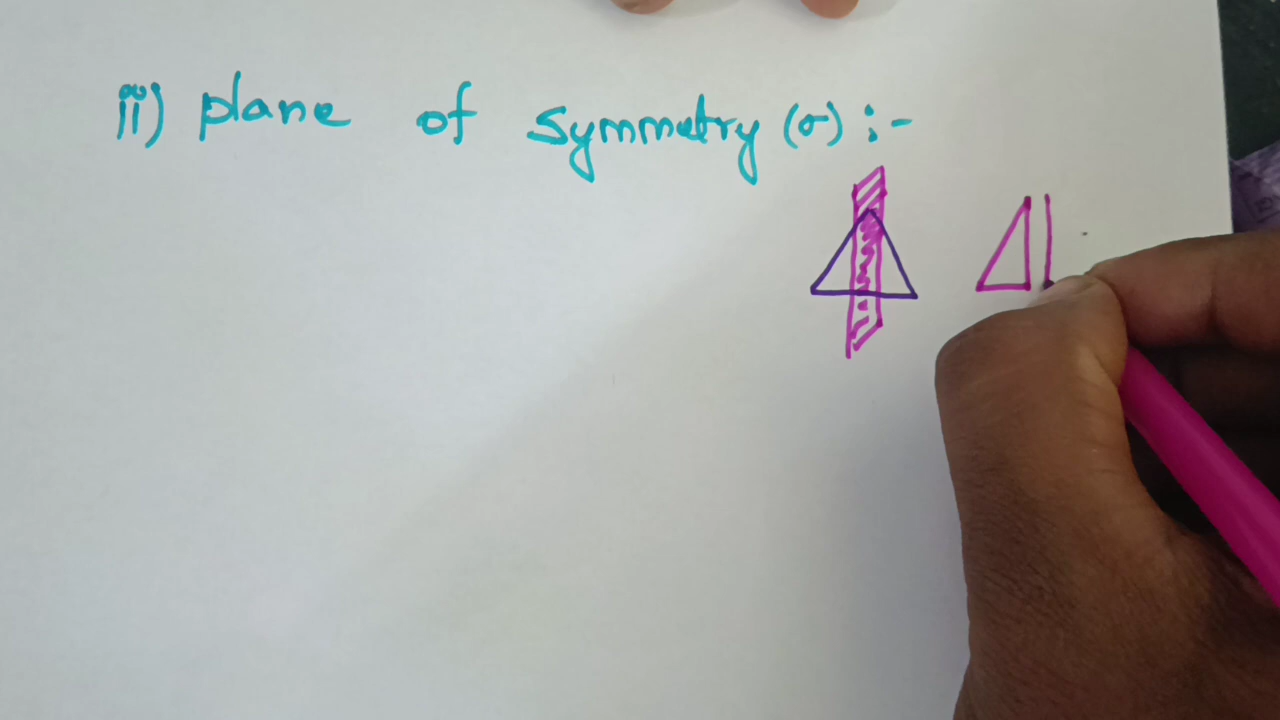 ii) plane of symmetry (σ) :-